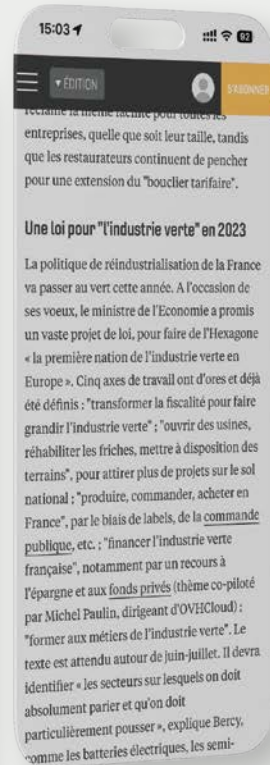 15:03
92
▾ ÉDITION
S'ABONNER
réclame la même facilité pour toutes les
entreprises, quelle que soit leur taille, tandis
que les restaurateurs continuent de pencher
pour une extension du "bouclier tarifaire".
Une loi pour "l'industrie verte" en 2023
La politique de réindustrialisation de la France
va passer au vert cette année. A l'occasion de
ses voeux, le ministre de l'Economie a promis
un vaste projet de loi, pour faire de l'Hexagone
« la première nation de l'industrie verte en
Europe ». Cinq axes de travail ont d'ores et déjà
été définis : "transformer la fiscalité pour faire
grandir l'industrie verte" ; "ouvrir des usines,
réhabiliter les friches, mettre à disposition des
terrains", pour attirer plus de projets sur le sol
national ; "produire, commander, acheter en
France", par le biais de labels, de la commande
publique, etc. ; "financer l'industrie verte
française", notamment par un recours à
l'épargne et aux fonds privés (thème co-piloté
par Michel Paulin, dirigeant d'OVHCloud) ;
"former aux métiers de l'industrie verte". Le
texte est attendu autour de juin-juillet. Il devra
identifier « les secteurs sur lesquels on doit
absolument parier et qu'on doit
particulièrement pousser », explique Bercy,
comme les batteries électriques, les semi-